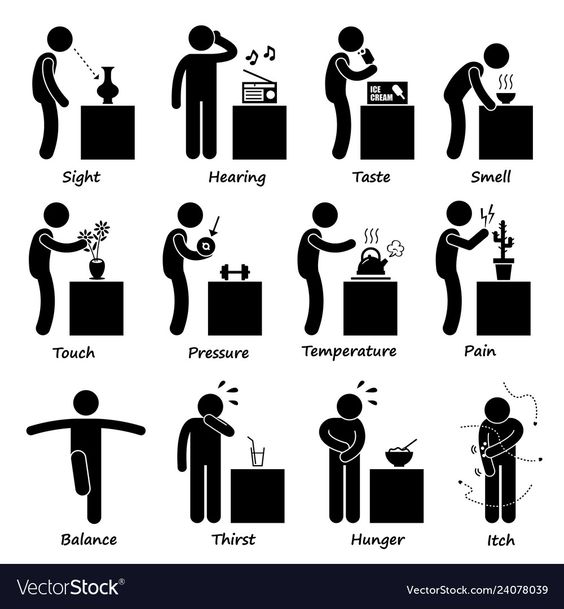 ICE
CREAM
Sight
Hearing
Taste
Smell
Touch
Pressure
Temperature
Pain
Balance
Thirst
Hunger
Itch
VectorStock®
VectorStock.com/24078039